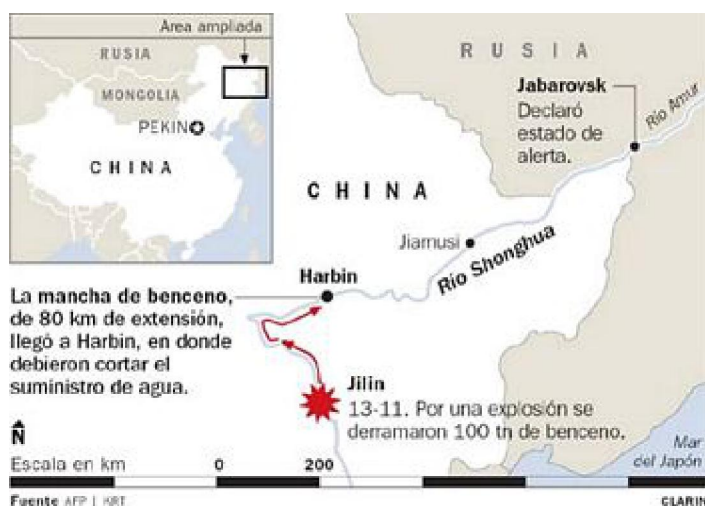 Area ampliada
RUSIA
MONGOLIA
PEKIN
CHINA
RUSIA
Jabarovsk
Declaró
estado de
alerta.
Río Amur
CHINA
Jiamusi
Río Shonghua
Harbin
La mancha de benceno,
de 80 km de extensión,
llegó a Harbin, en donde
debieron cortar el
suministro de agua.
Jilin
13-11. Por una explosión se
derramaron 100 tn de benceno.
Mar
del Japón
N
Escala en km 0 200
Fuente AFP | KRT
CLARIN